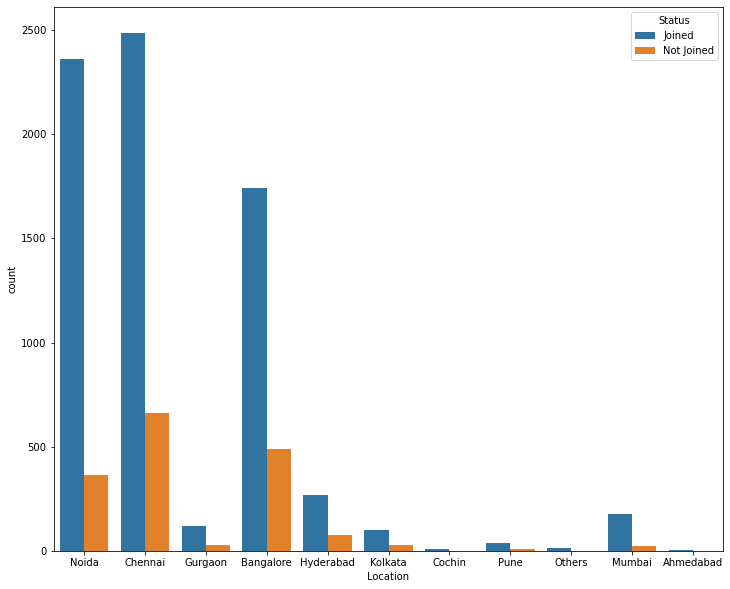 Status
Joined
Not Joined
2500
2000
1500
1000
500
0
count
Noida Chennai Gurgaon Bangalore Hyderabad Kolkata Cochin Pune Others Mumbai Ahmedabad
Location